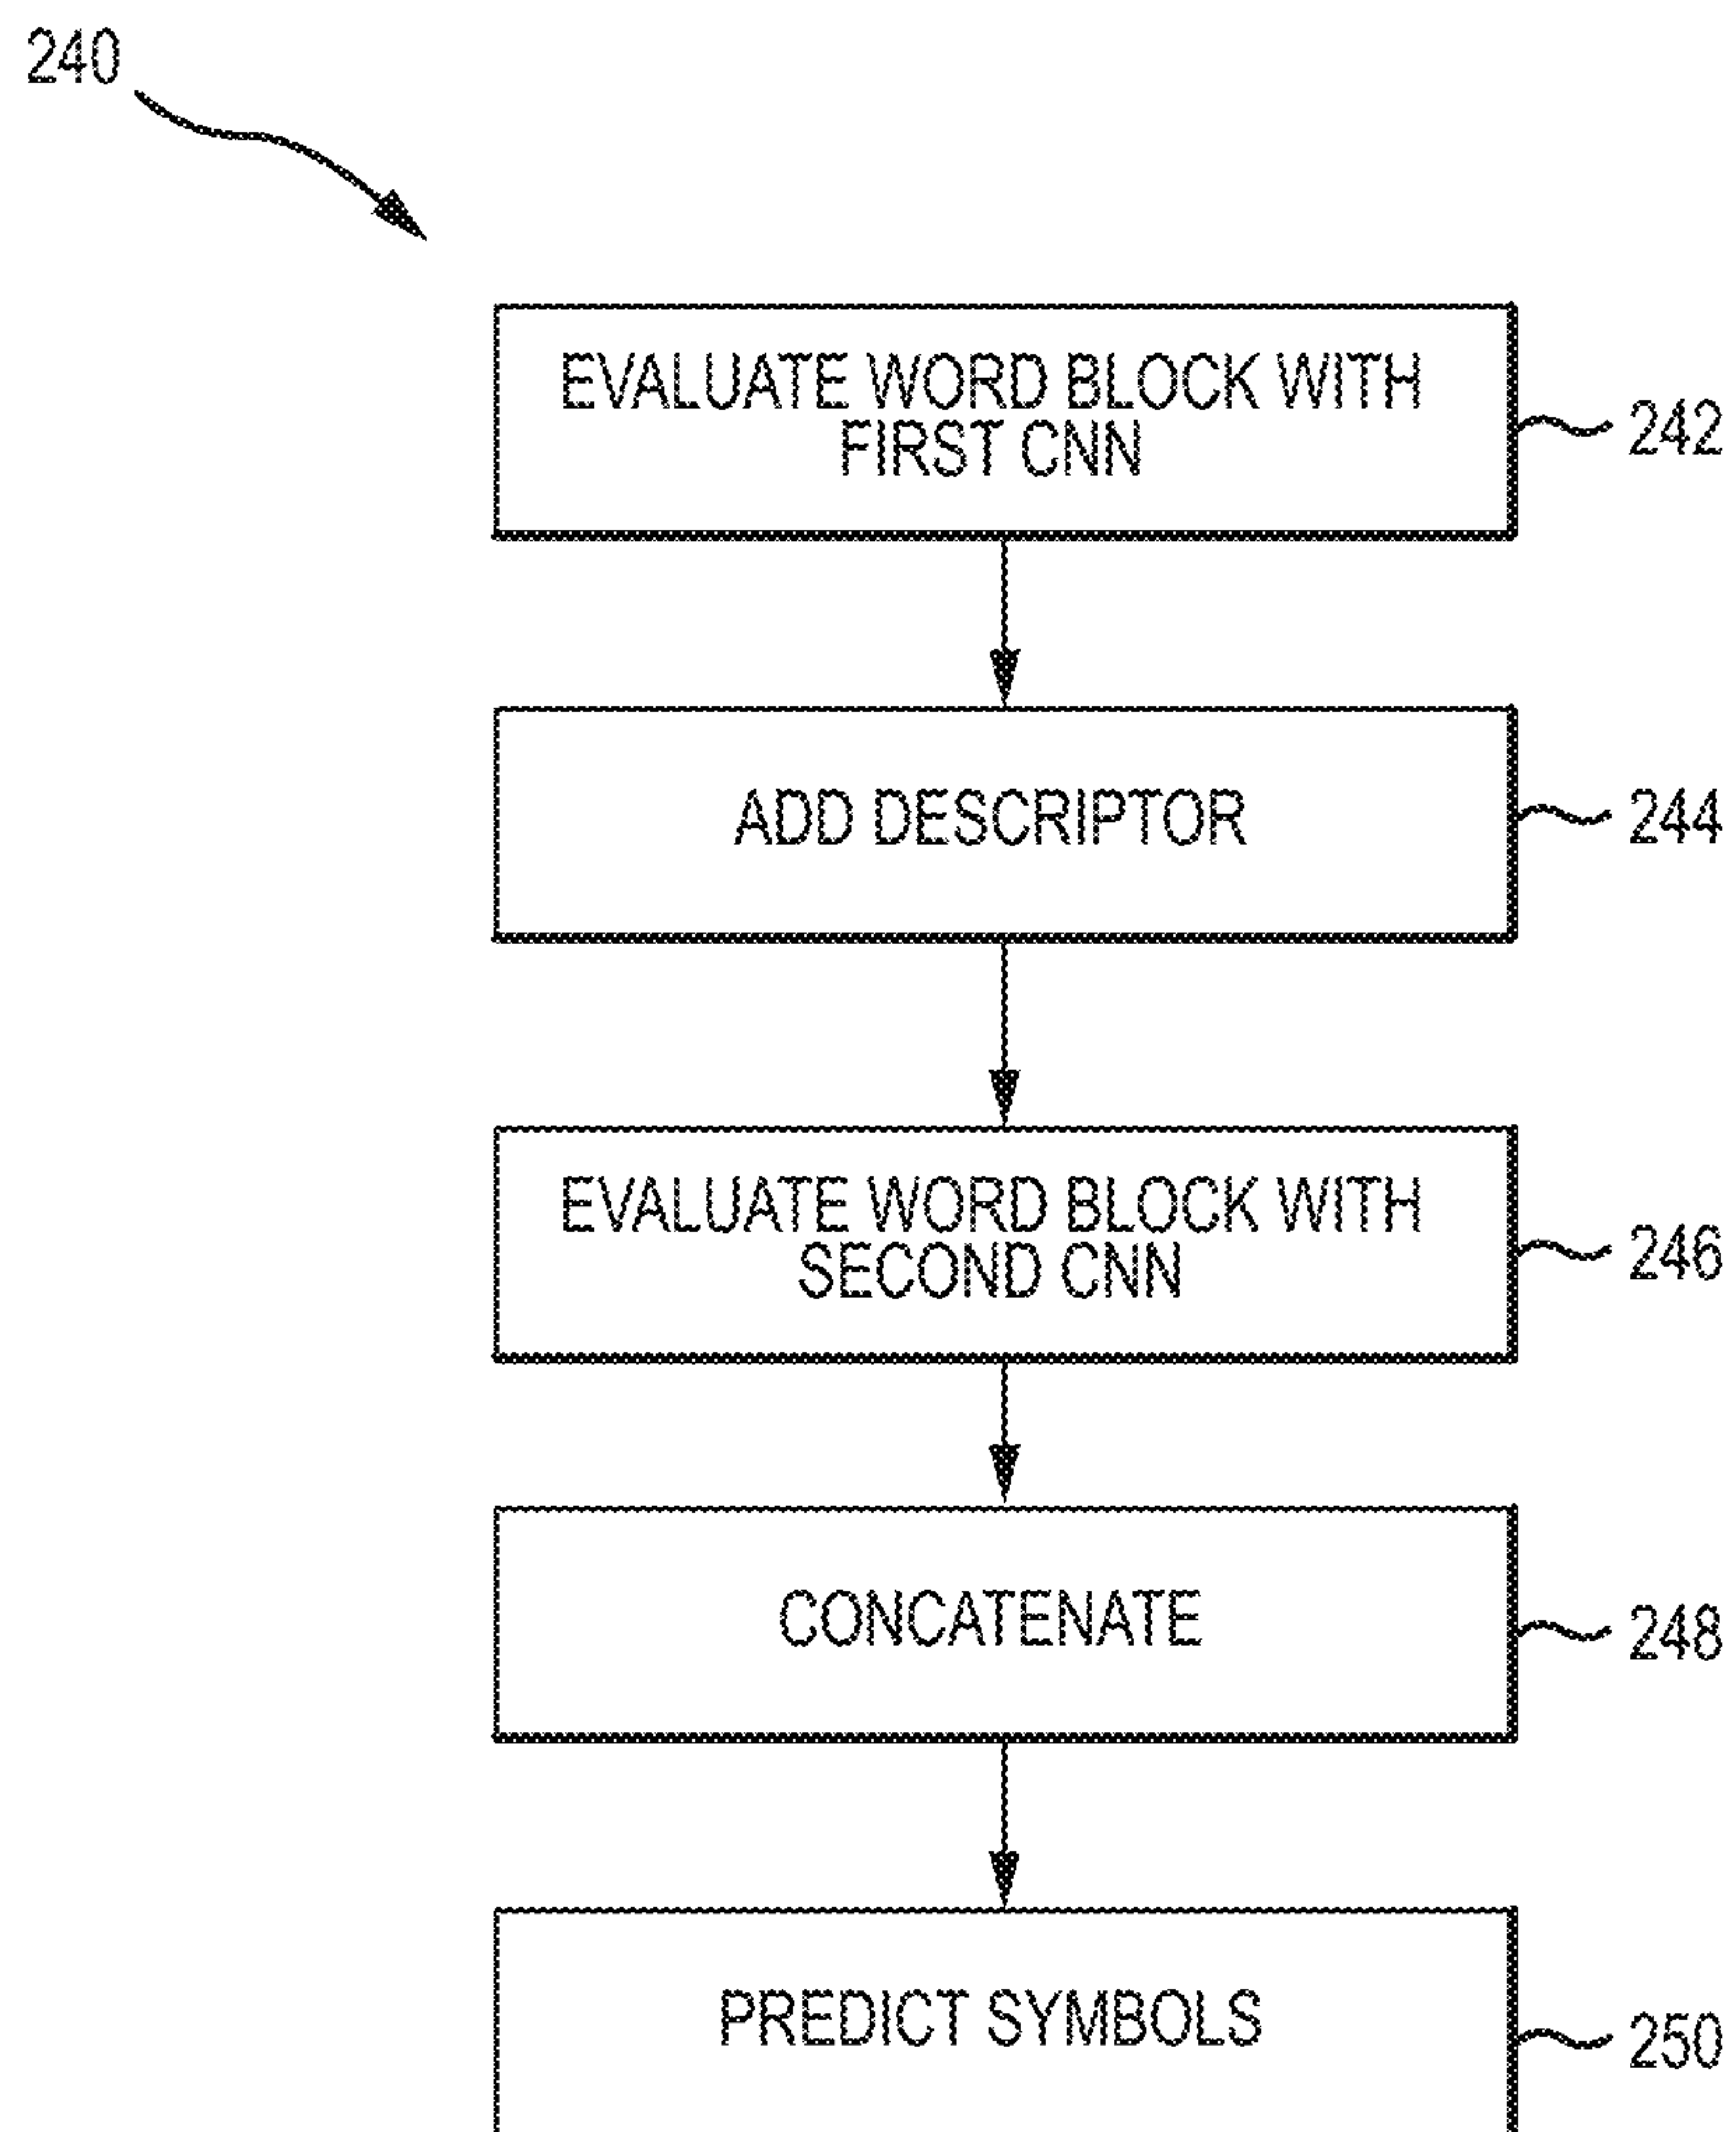 240
EVALUATE WORD BLOCK WITH
FIRST CNN
242
ADD DESCRIPTOR
244
EVALUATE WORD BLOCK WITH
SECOND CNN
246
CONCATENATE
248
PREDICT SYMBOLS
250